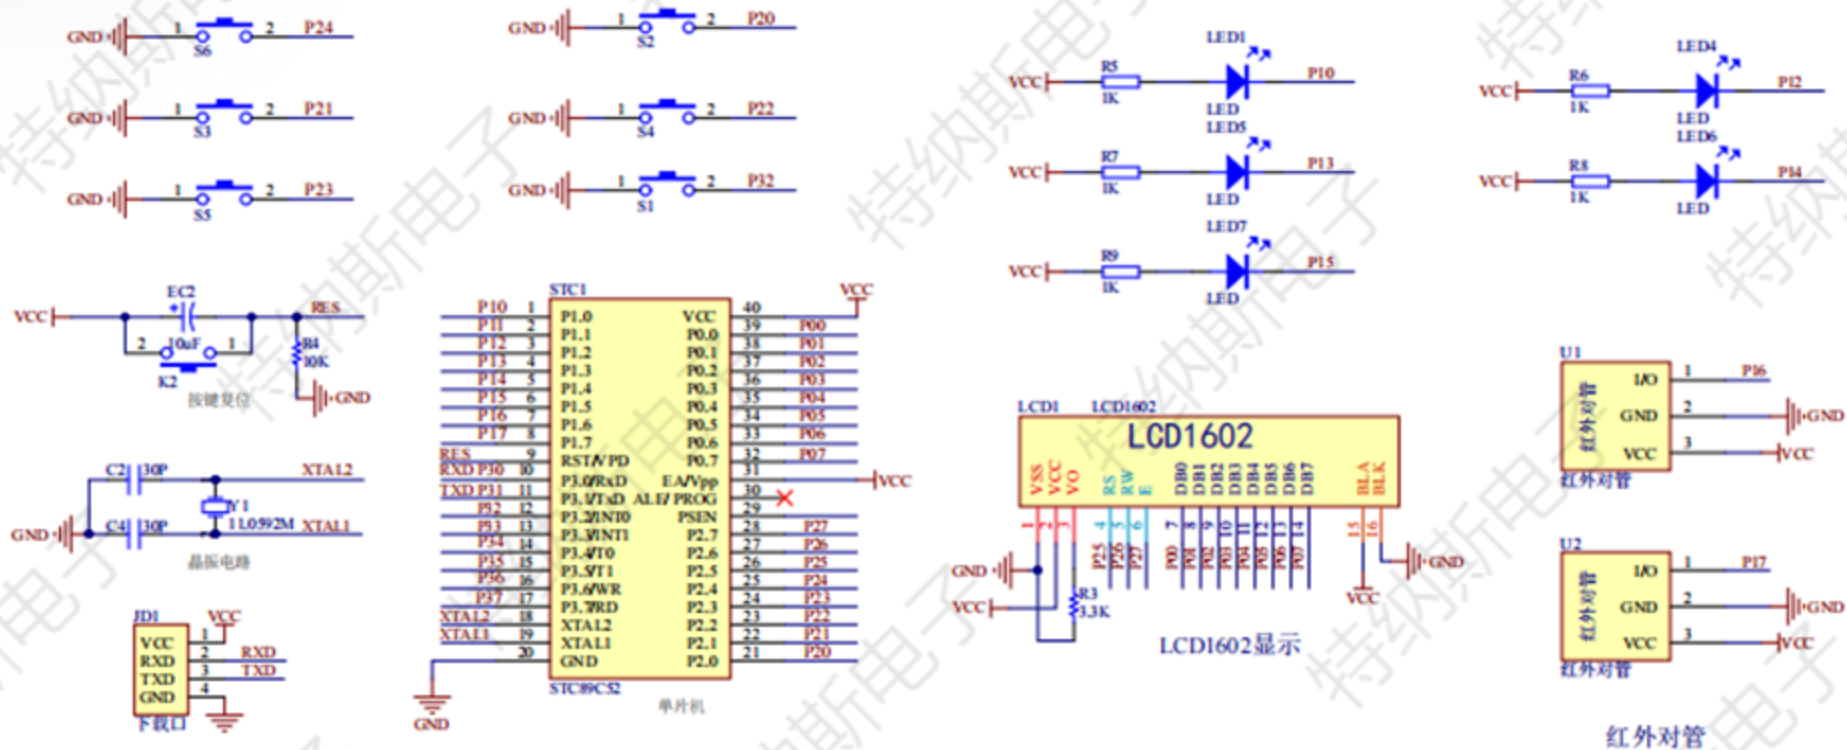 GND 1 2 P24
S6
GND 1 2 P21
S3
GND 1 2 P23
S5
GND 1 2 P20
S2
GND 1 2 P22
S4
GND 1 2 P32
S1
LED1
VCC R5 P10
1K LED
LED5
VCC R7 P13
1K LED
LED7
VCC R9 P15
1K LED
LED4
VCC R6 P12
1K LED
LED6
VCC R8 P14
1K LED
EC2
VCC RES
2 10uF 1 R4
10K
K2
按键复位 GND
C2 30P XTAL2
Y1
GND C4 30P 11.0592M XTAL1
晶振电路
JD1 VCC
VCC 1
RXD 2 RXD
TXD 3 TXD
GND 4
下载口
STC1 VCC
P10 1 P1.0 VCC 40
P11 2 P1.1 P0.0 39 P00
P12 3 P1.2 P0.1 38 P01
P13 4 P1.3 P0.2 37 P02
P14 5 P1.4 P0.3 36 P03
P15 6 P1.5 P0.4 35 P04
P16 7 P1.6 P0.5 34 P05
P17 8 P1.7 P0.6 33 P06
RES 9 RST/VPD P0.7 32 P07
RXD P30 10 P3.0/RxD EA/Vpp 31 VCC
TXD P31 11 P3.1/TxD ALE/PROG 30
P32 12 P3.2/INT0 PSEN 29
P33 13 P3.3/INT1 P2.7 28 P27
P34 14 P3.4/T0 P2.6 27 P26
P35 15 P3.5/T1 P2.5 26 P25
P36 16 P3.6/WR P2.4 25 P24
P37 17 P3.7/RD P2.3 24 P23
XTAL2 18 XTAL2 P2.2 23 P22
XTAL1 19 XTAL1 P2.1 22 P21
20 GND P2.0 21 P20
STC89C52
GND
单片机
LCD1 LCD1602
LCD1602
VSS VCC VO RS RW E DB0 DB1 DB2 DB3 DB4 DB5 DB6 DB7 BLA BLK
1 2 3 4 5 6 7 8 9 10 11 12 13 14 15 16
P25 P26 P27 P00 P01 P02 P03 P04 P05 P06 P07
GND GND
VCC R3 VCC
3.3K
LCD1602显示
U1
红外对管
I/O 1 P16
GND 2 GND
VCC 3 VCC
红外对管
U2
红外对管
I/O 1 P17
GND 2 GND
VCC 3 VCC
红外对管
红外对管
特纳斯电子